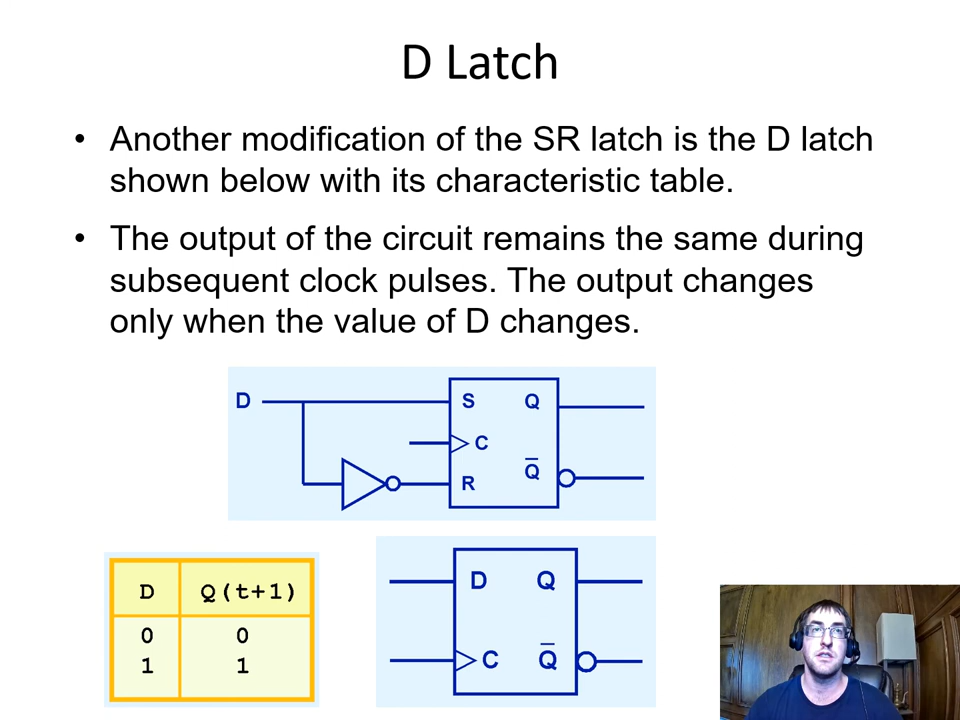 D Latch
• Another modification of the SR latch is the D latch
shown below with its characteristic table.
• The output of the circuit remains the same during
subsequent clock pulses. The output changes
only when the value of D changes.
D S Q
C
Q̅
R
D Q(t+1)
0 0
1 1
D Q
C Q̅